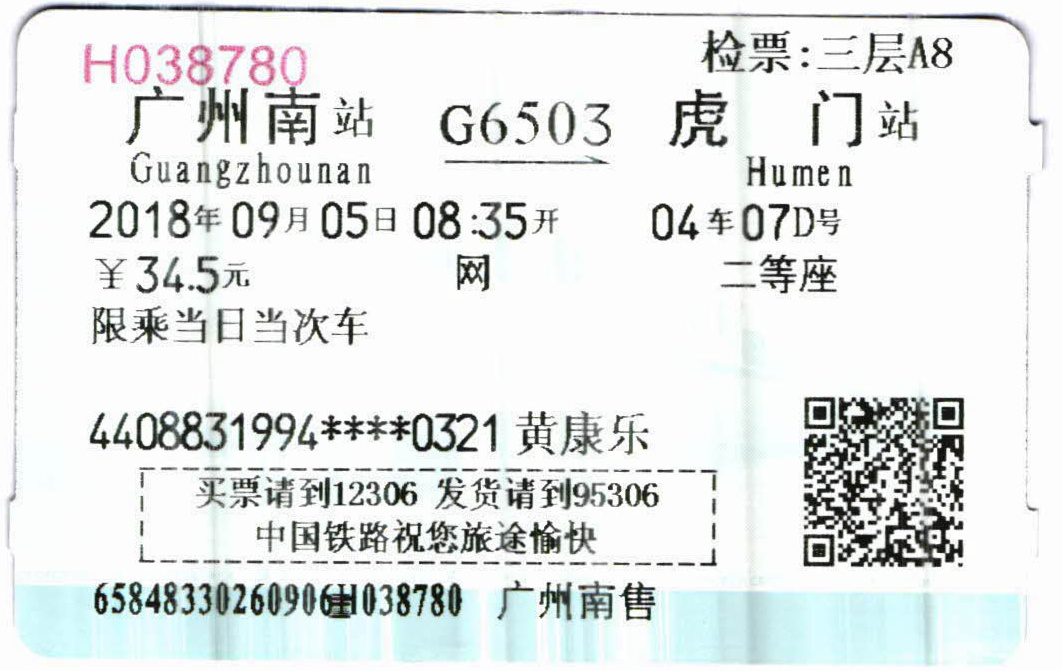 H038780 检票:三层A8
广州南站 G6503 虎门站
Guangzhounan Humen
2018年09月05日08:35开 04车07D号
￥34.5元 网 二等座
限乘当日当次车
4408831994****0321 黄康乐
买票请到12306 发货请到95306
中国铁路祝您旅途愉快
65848330260906H038780 广州南售